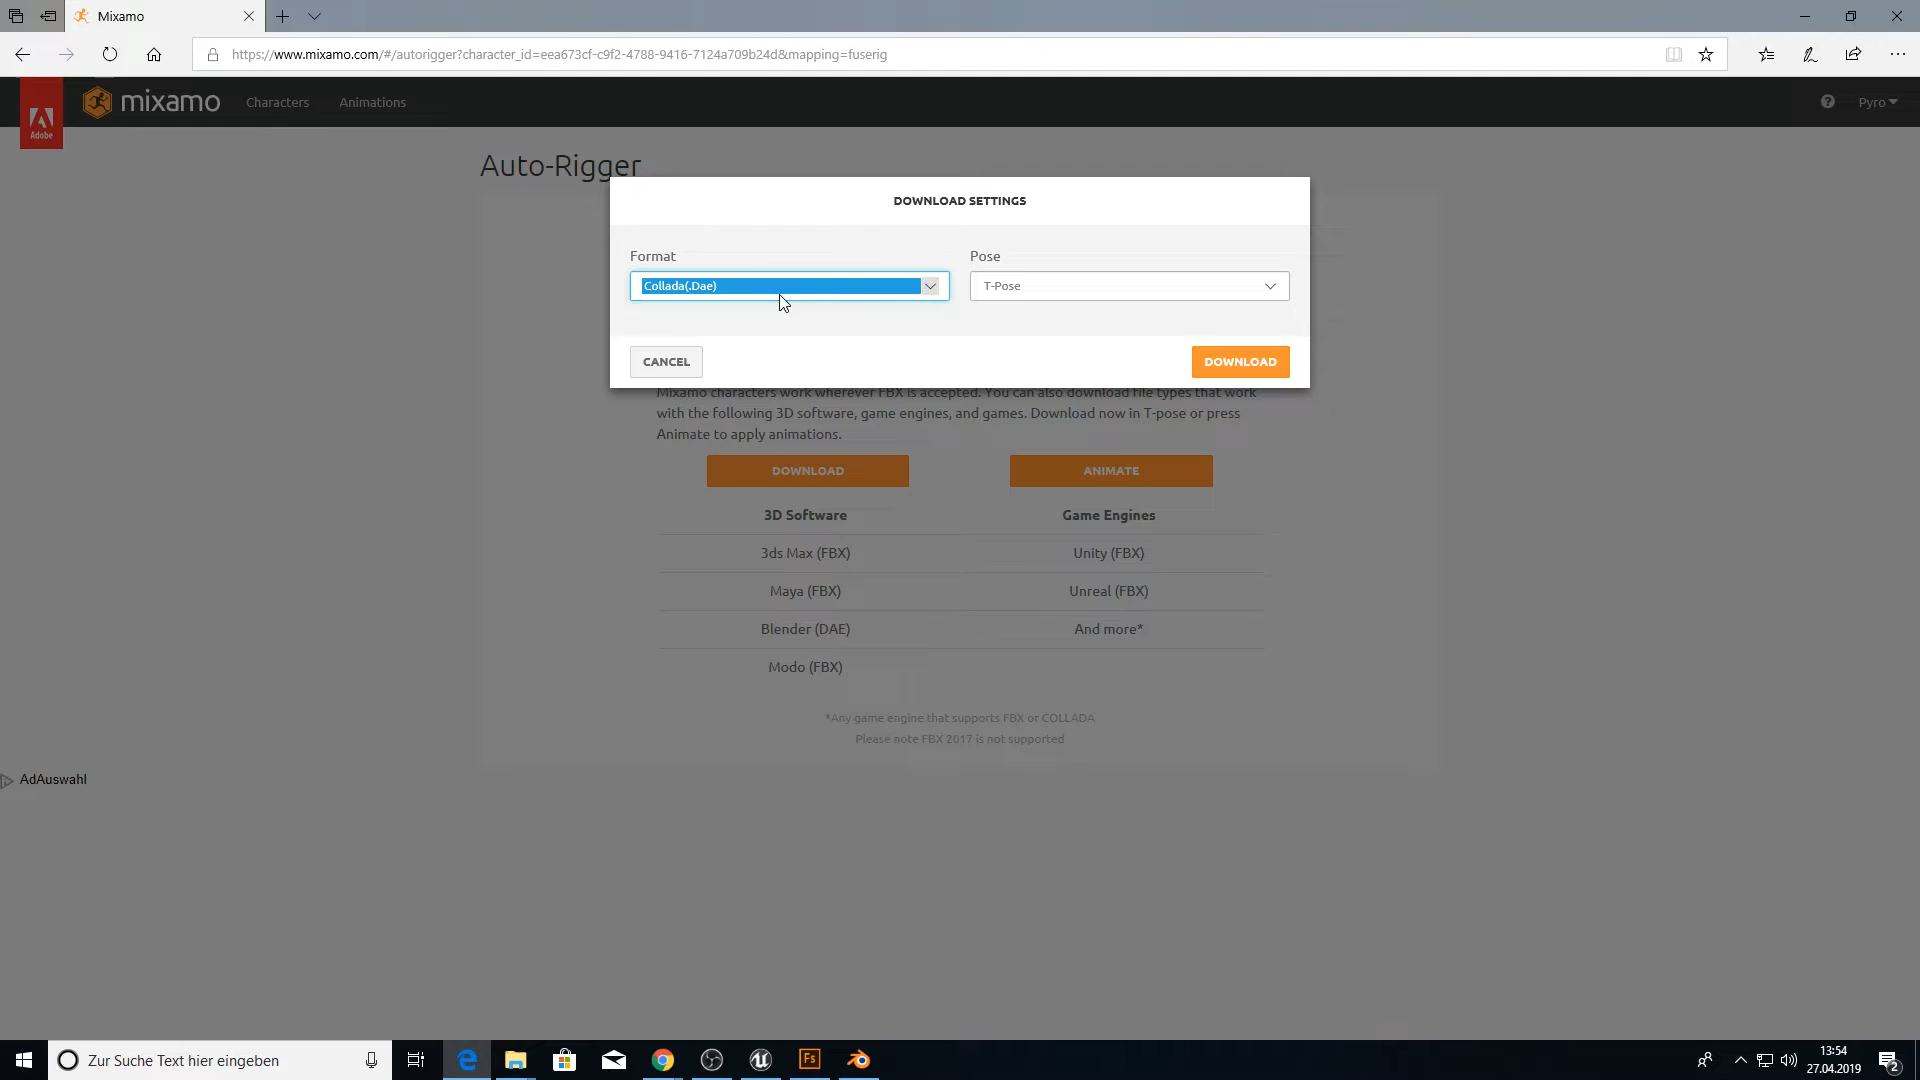 Mixamo
https://www.mixamo.com/#/autorigger?character_id=eea673cf-c9f2-4788-9416-7124a709b24d&mapping=fuserig
Adobe
mixamo
Characters
Animations
Pyro
Auto-Rigger
DOWNLOAD SETTINGS
Format
Pose
Collada(.Dae)
T-Pose
CANCEL
DOWNLOAD
Mixamo characters work wherever FBX is accepted. You can also download file types that work
with the following 3D software, game engines, and games. Download now in T-pose or press
Animate to apply animations.
DOWNLOAD
ANIMATE
3D Software
Game Engines
3ds Max (FBX)
Unity (FBX)
Maya (FBX)
Unreal (FBX)
Blender (DAE)
And more*
Modo (FBX)
*Any game engine that supports FBX or COLLADA
Please note FBX 2017 is not supported
AdAuswahl
Zur Suche Text hier eingeben
Fs
13:54
27.04.2019
2